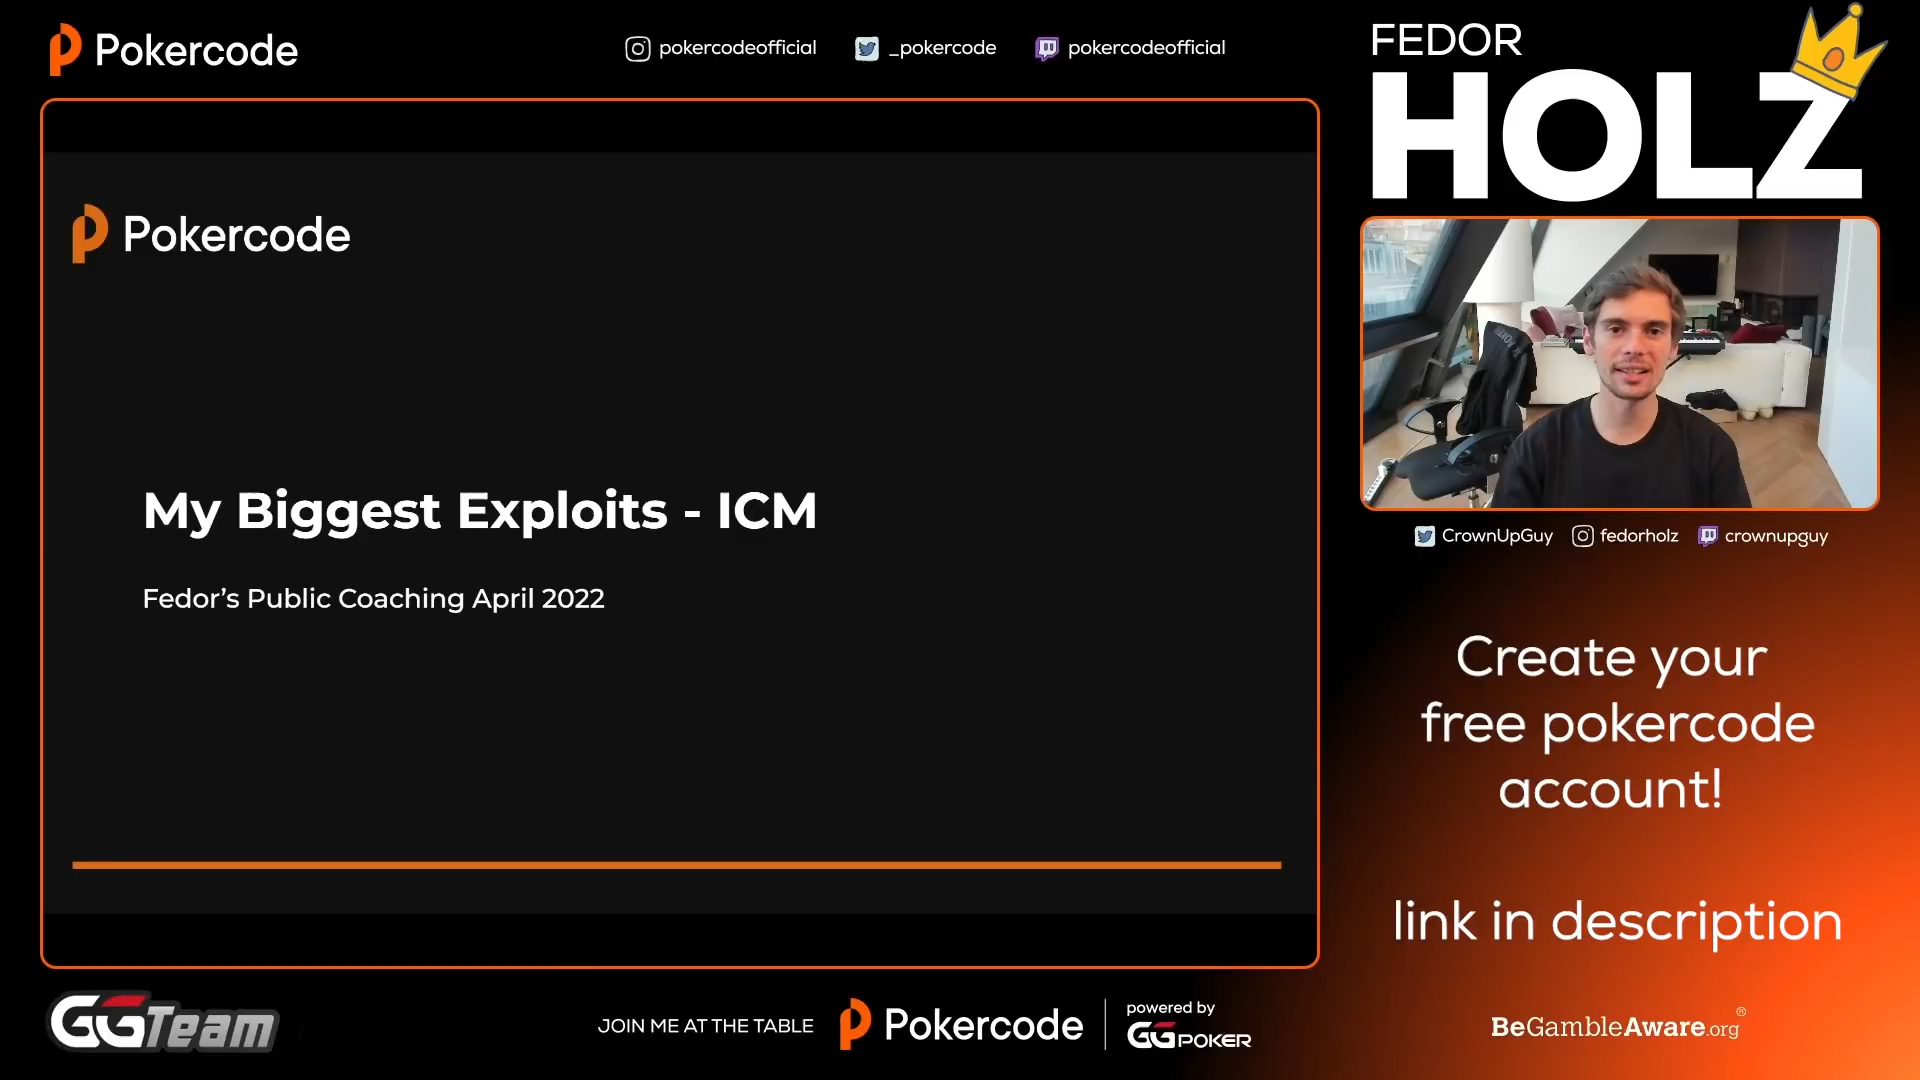 Pokercode
pokercodeofficial
_pokercode
pokercodeofficial
FEDOR
HOLZ
Pokercode
My Biggest Exploits - ICM
Fedor’s Public Coaching April 2022
CrownUpGuy
fedorholz
crownupguy
Create your
free pokercode
account!
link in description
GGTeam
JOIN ME AT THE TABLE
Pokercode
powered by
GGPOKER
BeGambleAware.org®